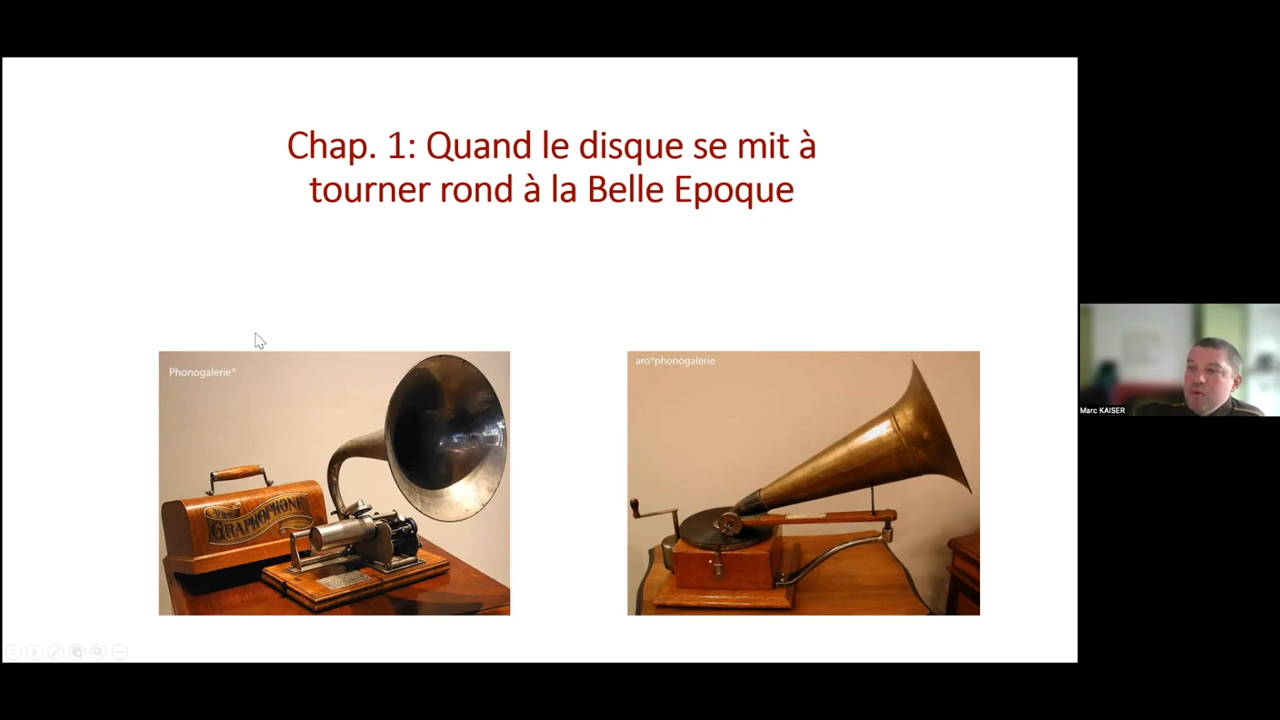 Chap. 1: Quand le disque se mit à
tourner rond à la Belle Epoque
Phonogalerie®
GRAPHOPHONE
aro*phonogalerie
Marc KAISER